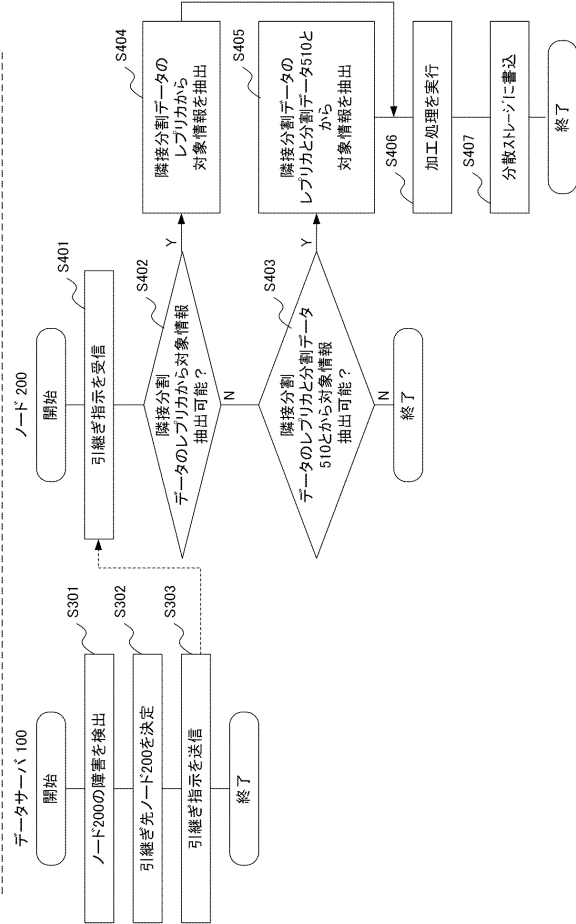 データサーバ 100
開始
S301
ノード200の障害を検出
S302
引継ぎ先ノード200を決定
S303
引継ぎ指示を送信
終了
ノード 200
開始
S401
引継ぎ指示を受信
S402
隣接分割
データのレプリカから対象情報
抽出可能？
Y
N
S403
隣接分割
データのレプリカと分割データ
510とから対象情報
抽出可能？
Y
N
終了
S404
隣接分割データの
レプリカから
対象情報を抽出
S405
隣接分割データの
レプリカと分割データ510と
から
対象情報を抽出
S406
加工処理を実行
S407
分散ストレージに書込
終了